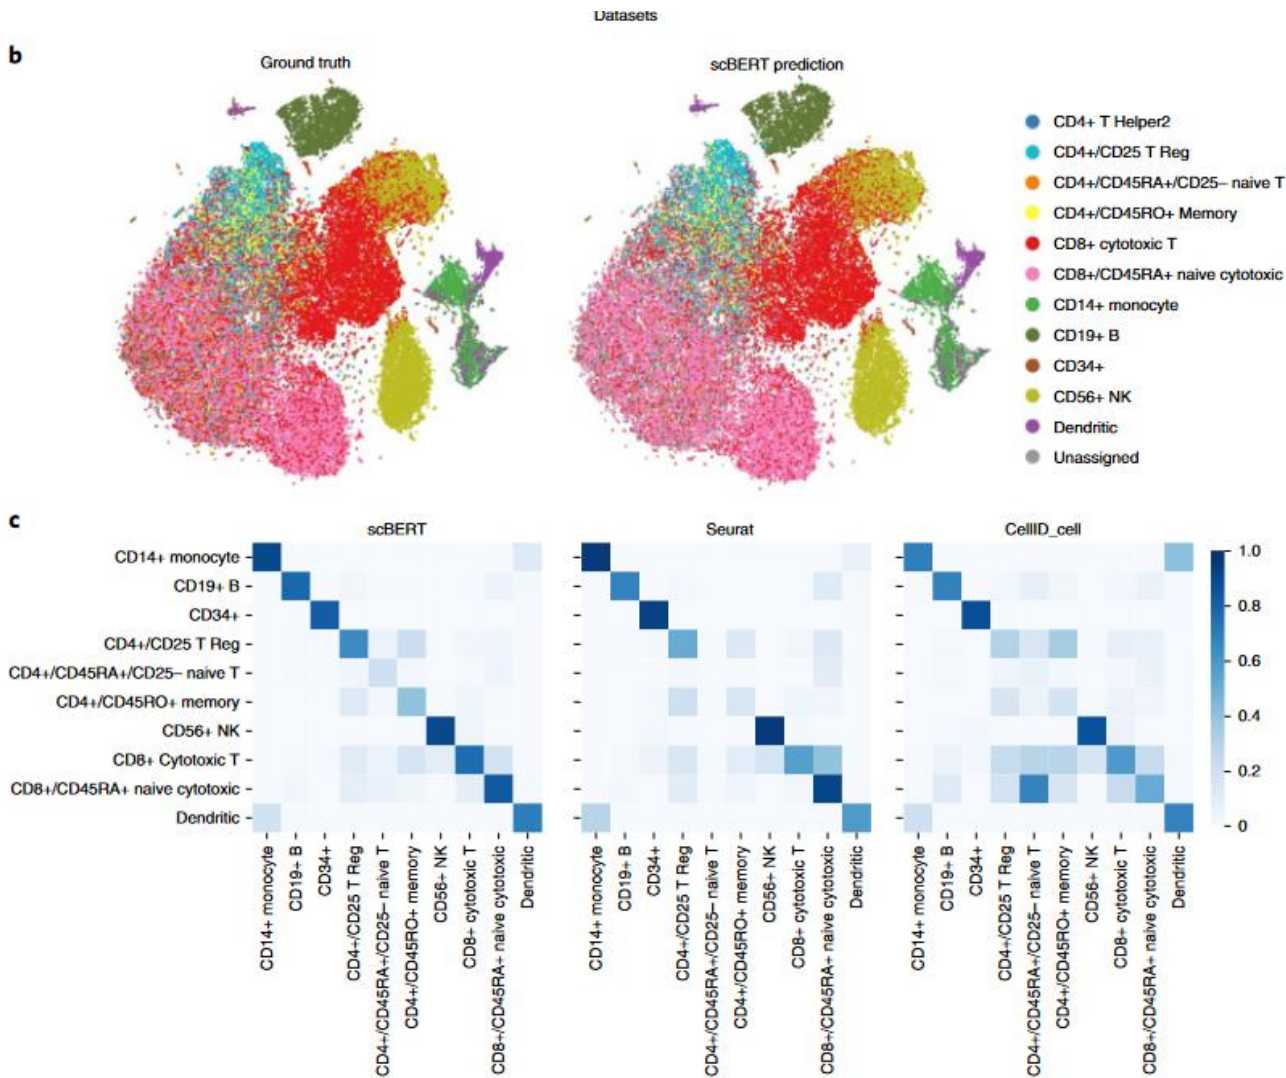 Datasets
b
Ground truth
scBERT prediction
CD4+ T Helper2
CD4+/CD25 T Reg
CD4+/CD45RA+/CD25– naive T
CD4+/CD45RO+ Memory
CD8+ cytotoxic T
CD8+/CD45RA+ naive cytotoxic
CD14+ monocyte
CD19+ B
CD34+
CD56+ NK
Dendritic
Unassigned
c
scBERT
Seurat
CellID_cell
CD14+ monocyte
CD19+ B
CD34+
CD4+/CD25 T Reg
CD4+/CD45RA+/CD25– naive T
CD4+/CD45RO+ memory
CD56+ NK
CD8+ Cytotoxic T
CD8+/CD45RA+ naive cytotoxic
Dendritic
1.0
0.8
0.6
0.4
0.2
0
CD14+ monocyte
CD19+ B
CD34+
CD4+/CD25 T Reg
CD4+/CD45RA+/CD25– naive T
CD4+/CD45RO+ memory
CD56+ NK
CD8+ cytotoxic T
CD8+/CD45RA+ naive cytotoxic
Dendritic
CD14+ monocyte
CD19+ B
CD34+
CD4+/CD25 T Reg
CD4+/CD45RA+/CD25– naive T
CD4+/CD45RO+ memory
CD56+ NK
CD8+ cytotoxic T
CD8+/CD45RA+ naive cytotoxic
Dendritic
CD14+ monocyte
CD19+ B
CD34+
CD4+/CD25 T Reg
CD4+/CD45RA+/CD25– naive T
CD4+/CD45RO+ memory
CD56+ NK
CD8+ cytotoxic T
CD8+/CD45RA+ naive cytotoxic
Dendritic